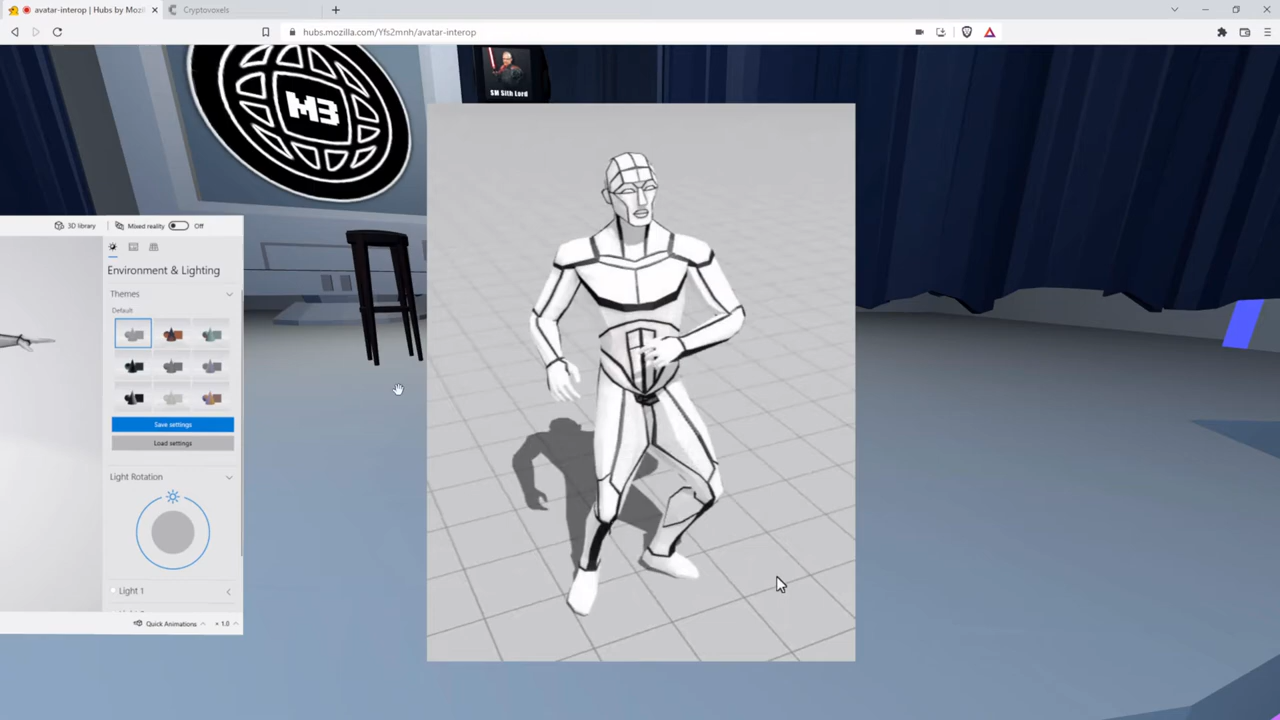 avatar-interop | Hubs by Mozi
Cryptovoxels
hubs.mozilla.com/Yfs2mnh/avatar-interop
M3
SM Sith Lord
3D library
Mixed reality
Off
Environment & Lighting
Themes
Default
Save settings
Load settings
Light Rotation
Light 1
Quick Animations
× 1.0